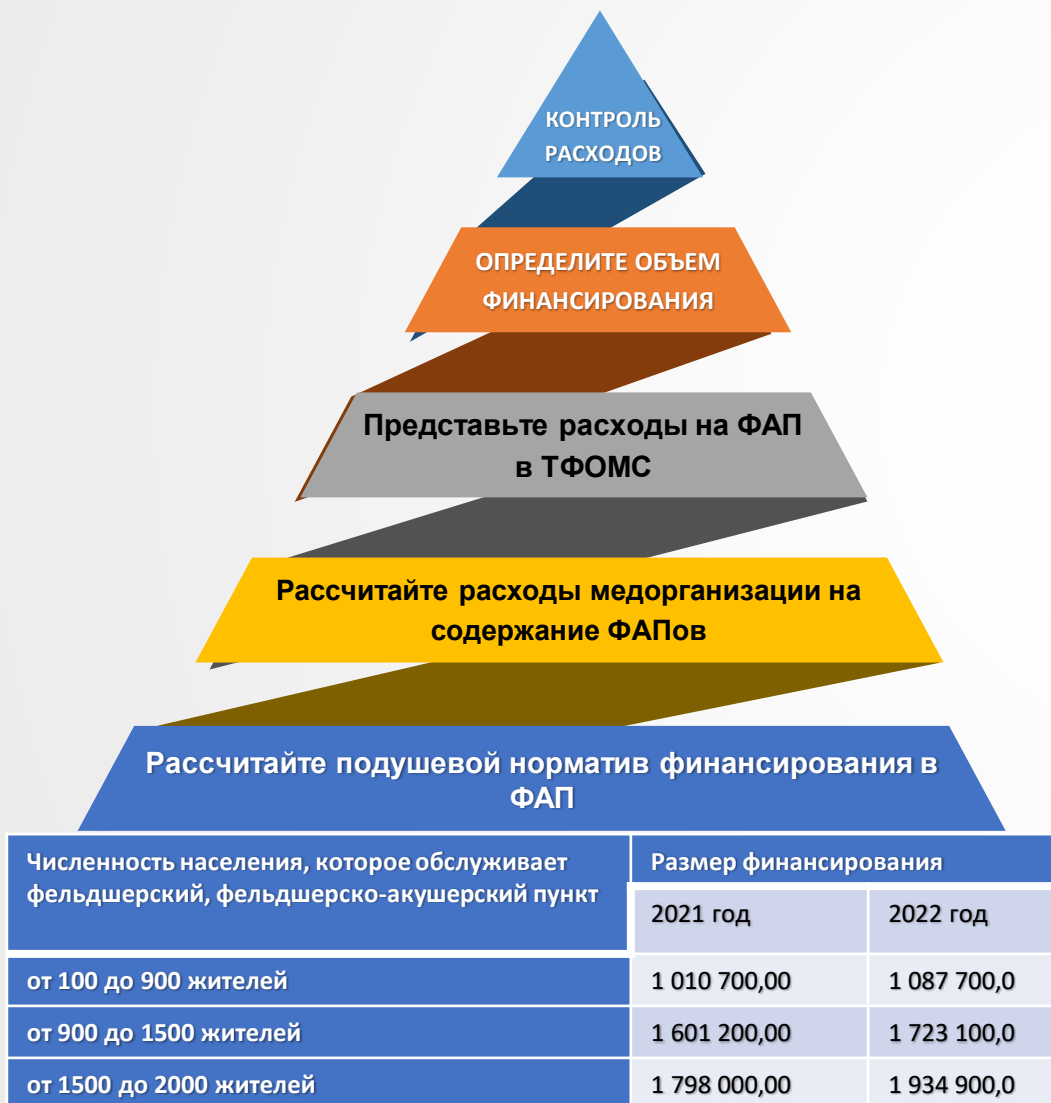 КОНТРОЛЬ
РАСХОДОВ
ОПРЕДЕЛИТЕ ОБЪЕМ
ФИНАНСИРОВАНИЯ
Представьте расходы на ФАП
в ТФОМС
Рассчитайте расходы медорганизации на
содержание ФАПов
Рассчитайте подушевой норматив финансирования в
ФАП
Численность населения, которое обслуживает
фельдшерский, фельдшерско-акушерский пункт
Размер финансирования
2021 год
2022 год
от 100 до 900 жителей
1 010 700,00
1 087 700,0
от 900 до 1500 жителей
1 601 200,00
1 723 100,0
от 1500 до 2000 жителей
1 798 000,00
1 934 900,0